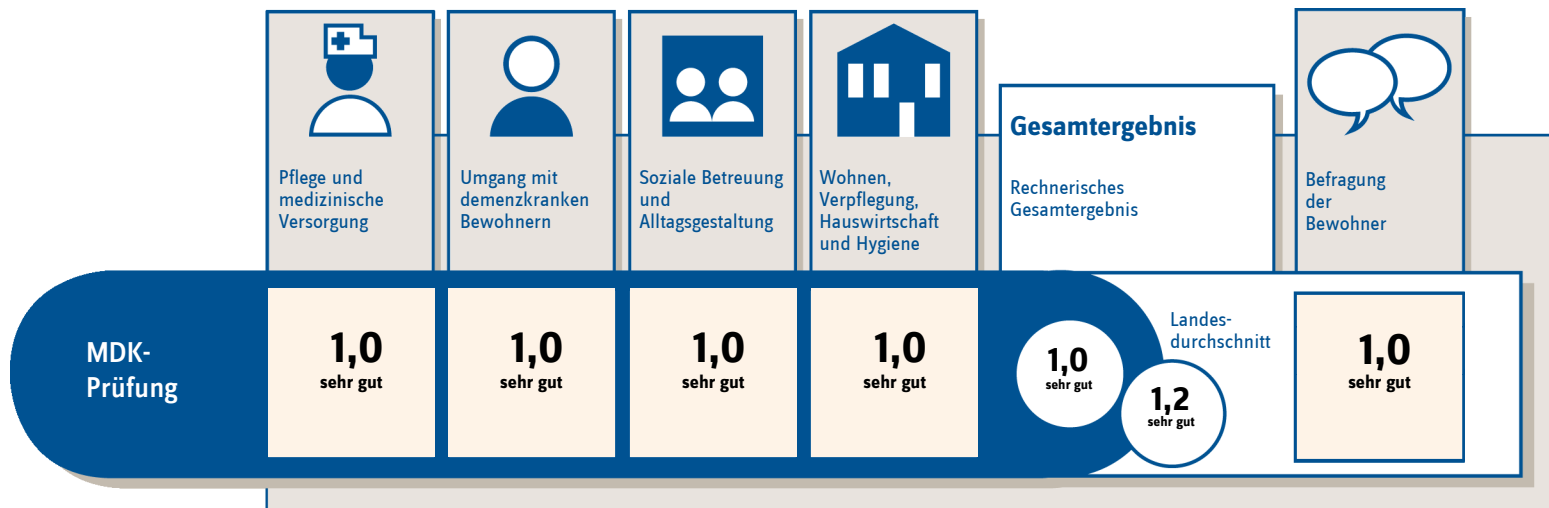 Pflege und
medizinische
Versorgung
Umgang mit
demenzkranken
Bewohnern
Soziale Betreuung
und
Alltagsgestaltung
Wohnen,
Verpflegung,
Hauswirtschaft
und Hygiene
Gesamtergebnis
Rechnerisches
Gesamtergebnis
Befragung
der
Bewohner
MDK-
Prüfung
1,0
sehr gut
1,0
sehr gut
1,0
sehr gut
1,0
sehr gut
1,0
sehr gut
Landes-
durchschnitt
1,2
sehr gut
1,0
sehr gut